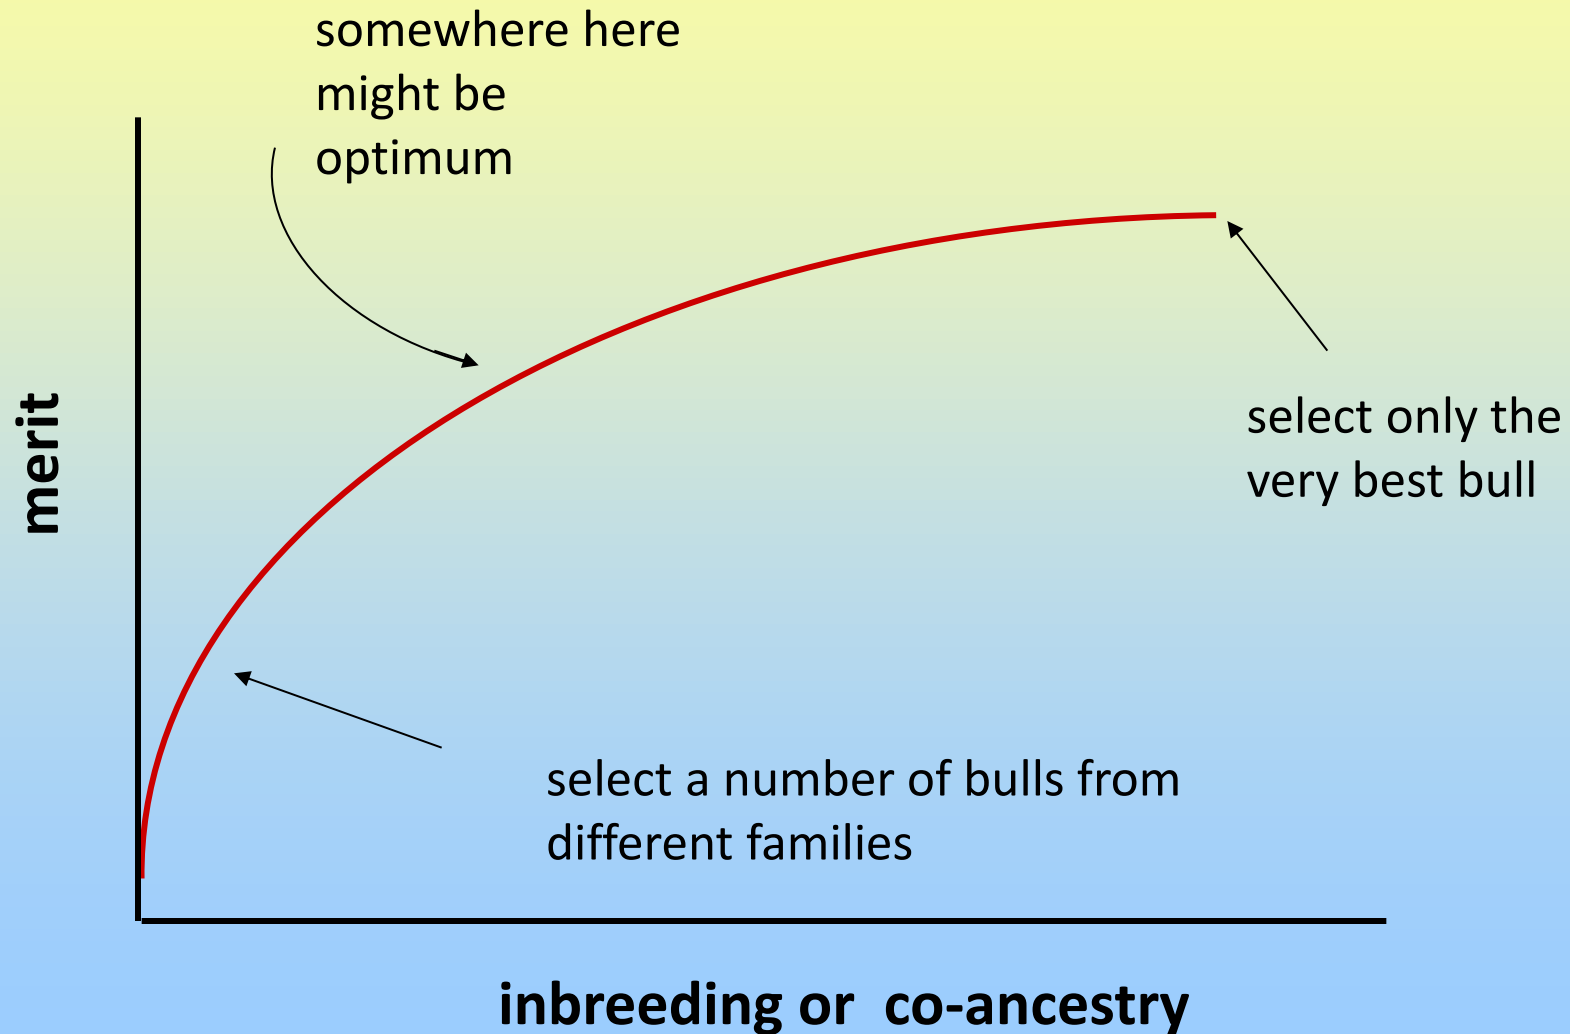 somewhere here
might be
optimum
merit
select only the
very best bull
select a number of bulls from
different families
inbreeding or  co-ancestry